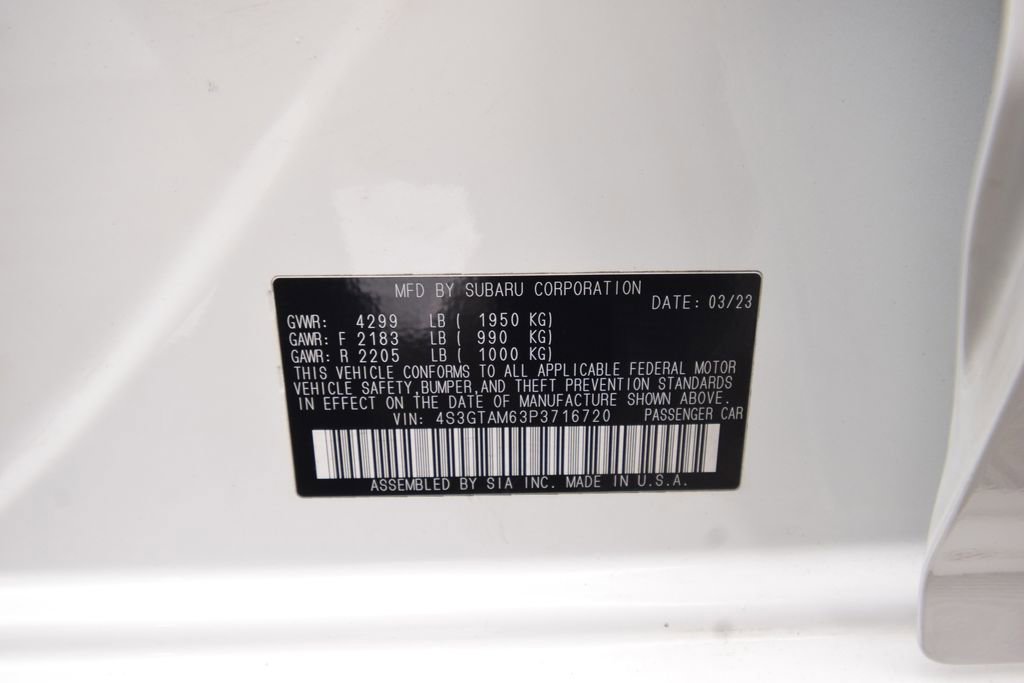 MFD BY SUBARU CORPORATION
DATE: 03/23
GVWR: 4299 LB ( 1950 KG)
GAWR: F 2183 LB ( 990 KG)
GAWR: R 2205 LB ( 1000 KG)
THIS VEHICLE CONFORMS TO ALL APPLICABLE FEDERAL MOTOR
VEHICLE SAFETY,BUMPER,AND THEFT PREVENTION STANDARDS
IN EFFECT ON THE DATE OF MANUFACTURE SHOWN ABOVE.
VIN: 4S3GTAM63P3716720 PASSENGER CAR
ASSEMBLED BY SIA INC. MADE IN U.S.A.